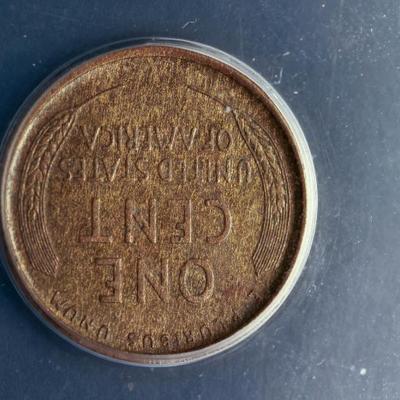 E PLURIBUS UNUM
ONE
CENT
UNITED STATES
OF AMERICA